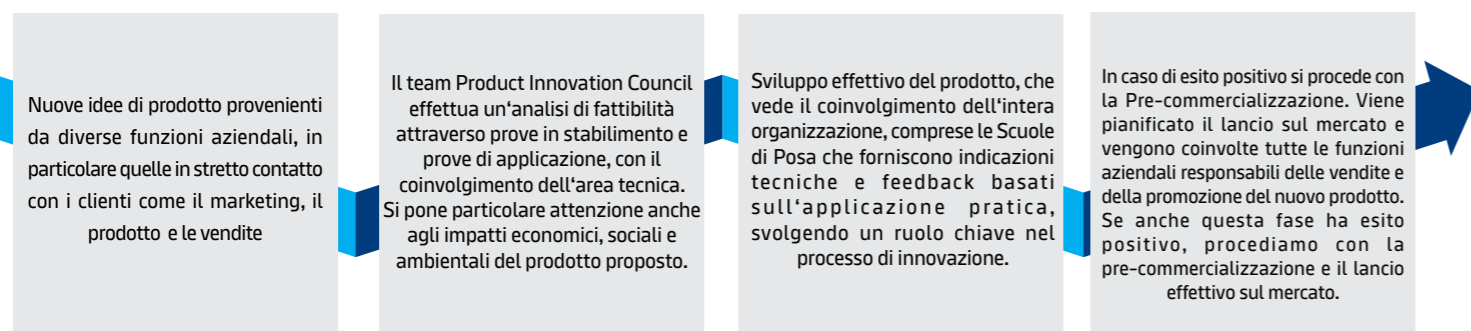 Nuove idee di prodotto provenienti
da diverse funzioni aziendali, in
particolare quelle in stretto contatto
con i clienti come il marketing, il
prodotto e le vendite
Il team Product Innovation Council
effettua un‘analisi di fattibilità
attraverso prove in stabilimento e
prove di applicazione, con il
coinvolgimento dell‘area tecnica.
Si pone particolare attenzione anche
agli impatti economici, sociali e
ambientali del prodotto proposto.
Sviluppo effettivo del prodotto, che
vede il coinvolgimento dell‘intera
organizzazione, comprese le Scuole
di Posa che forniscono indicazioni
tecniche e feedback basati
sull‘applicazione pratica,
svolgendo un ruolo chiave nel
processo di innovazione.
In caso di esito positivo si procede con
la Pre-commercializzazione. Viene
pianificato il lancio sul mercato e
vengono coinvolte tutte le funzioni
aziendali responsabili delle vendite e
della promozione del nuovo prodotto.
Se anche questa fase ha esito
positivo, procediamo con la
pre-commercializzazione e il lancio
effettivo sul mercato.